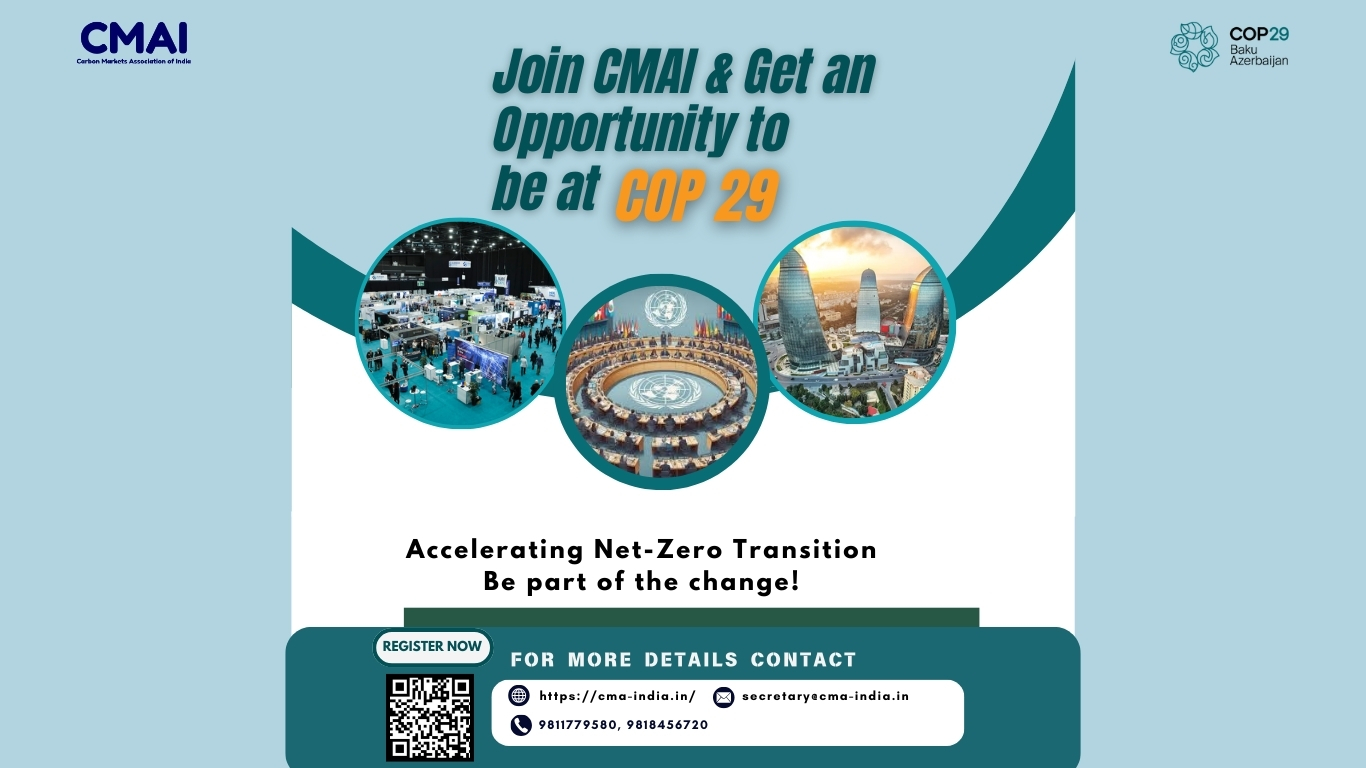 CMAI
Carbon Markets Association of India
COP29
Baku
Azerbaijan
Join CMAI & Get an
Opportunity to
be at COP 29
Accelerating Net-Zero Transition
Be part of the change!
REGISTER NOW
FOR MORE DETAILS CONTACT
https://cma-india.in/ secretary@cma-india.in
9811779580, 9818456720